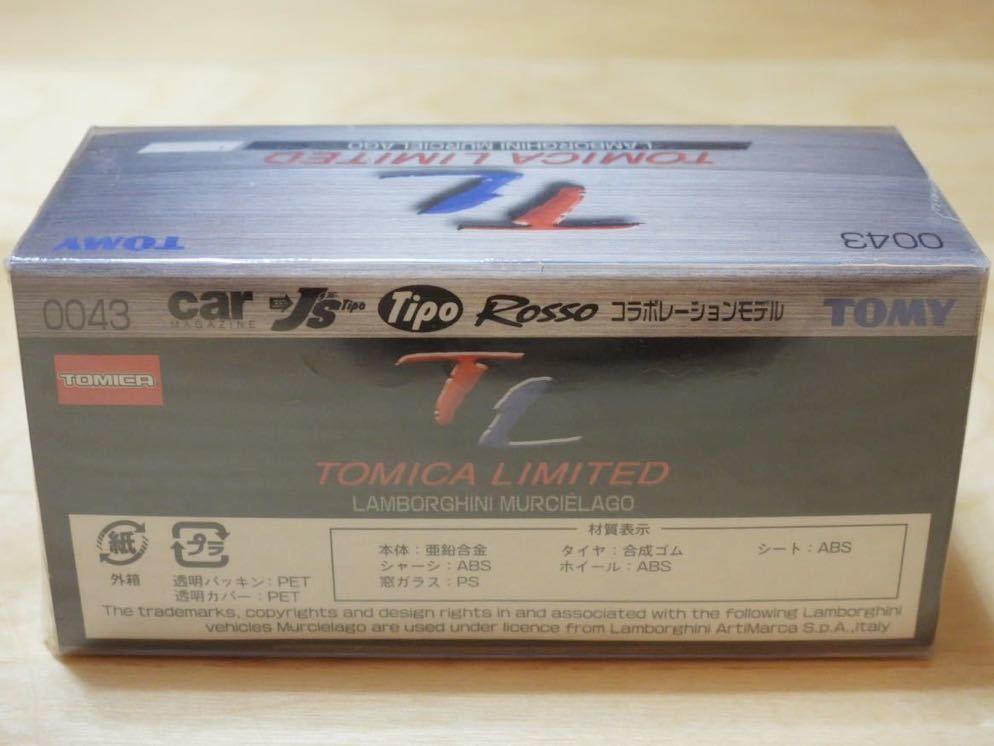 LAMBORGHINI MURCIÉLAGO
TOMICA LIMITED
TL
TOMY
0043
0043 car MAGAZINE J's Tipo Tipo Rosso コラボレーションモデル TOMY
TOMICA
TL
TOMICA LIMITED
LAMBORGHINI MURCIÉLAGO
材質表示
紙 プラ
本体:亜鉛合金 タイヤ:合成ゴム シート:ABS
シャーシ:ABS ホイール:ABS
窓ガラス:PS
外箱
透明パッキン:PET
透明カバー:PET
The trademarks, copyrights and design rights in and associated with the following Lamborghini
vehicles Murcielago are used under licence from Lamborghini ArtiMarca S.p.A.,italy